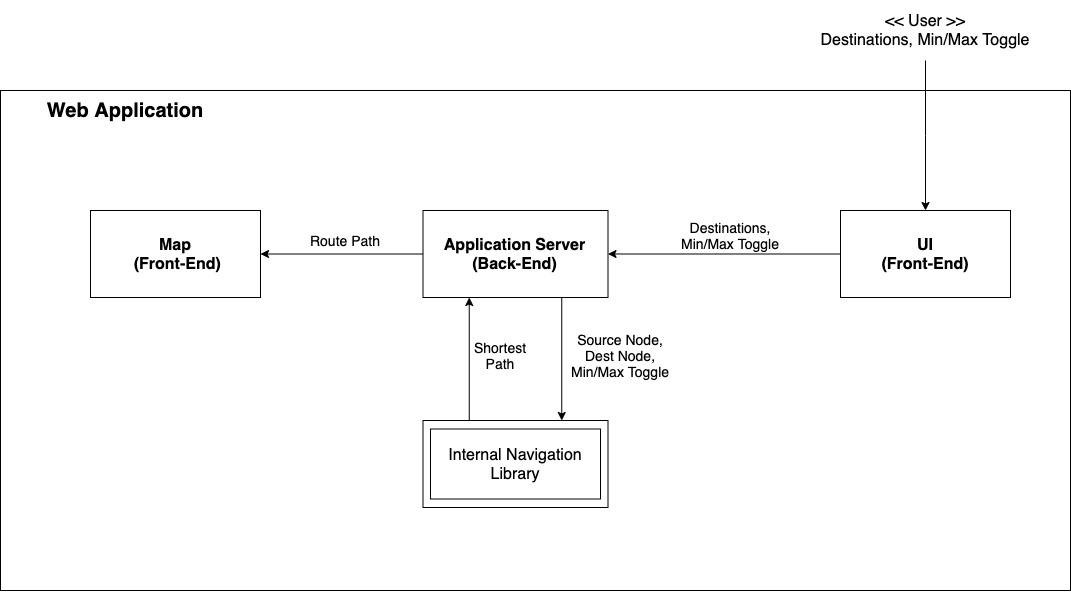 << User >>
Destinations, Min/Max Toggle
Web Application
Map
(Front-End)
Route Path
Application Server
(Back-End)
Destinations,
Min/Max Toggle
UI
(Front-End)
Shortest
Path
Source Node,
Dest Node,
Min/Max Toggle
Internal Navigation
Library